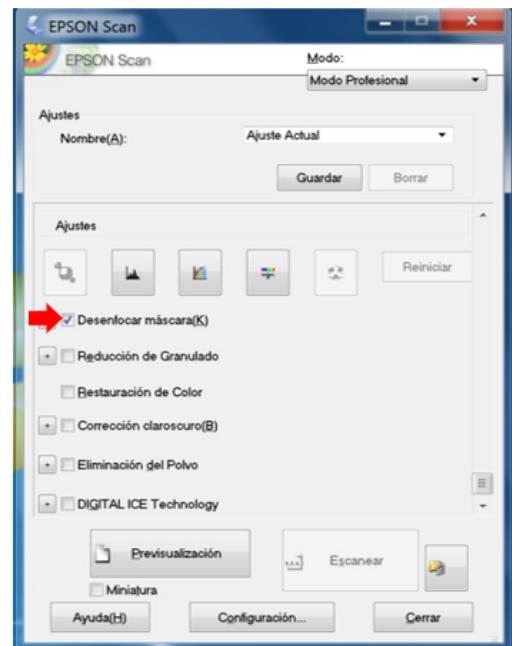 EPSON Scan
EPSON Scan
Modo:
Modo Profesional
Ajustes
Nombre(A):
Ajuste Actual
Guardar
Borrar
Ajustes
Reiniciar
Desenfocar máscara(K)
Reducción de Granulado
Restauración de Color
Corrección claroscuro(B)
Eliminación del Polvo
DIGITAL ICE Technology
Previsualización
Escanear
Miniatura
Ayuda(H)
Configuración...
Cerrar